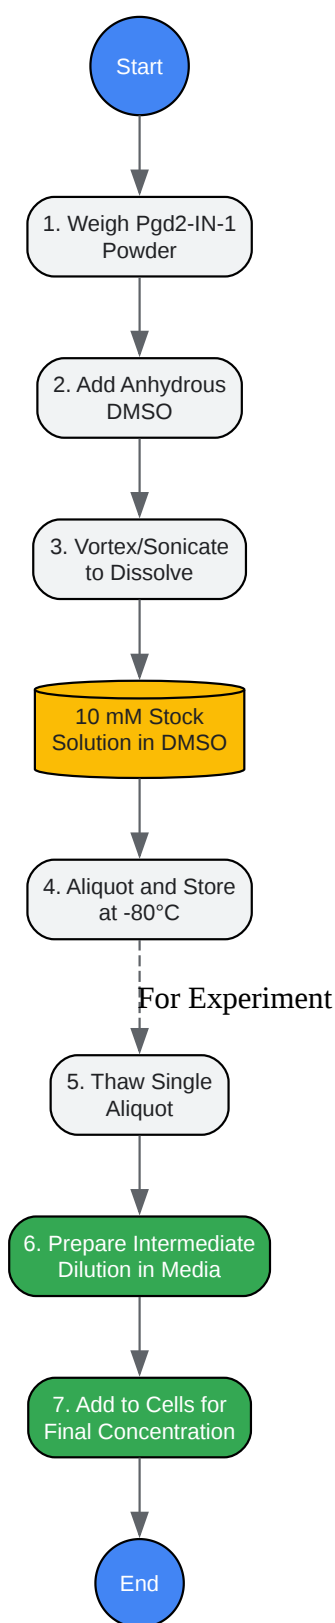 Start
1. Weigh Pgd2-IN-1
Powder
2. Add Anhydrous
DMSO
3. Vortex/Sonicate
to Dissolve
10 mM Stock
Solution in DMSO
4. Aliquot and Store
at -80°C
For Experiment
5. Thaw Single
Aliquot
6. Prepare Intermediate
Dilution in Media
7. Add to Cells for
Final Concentration
End